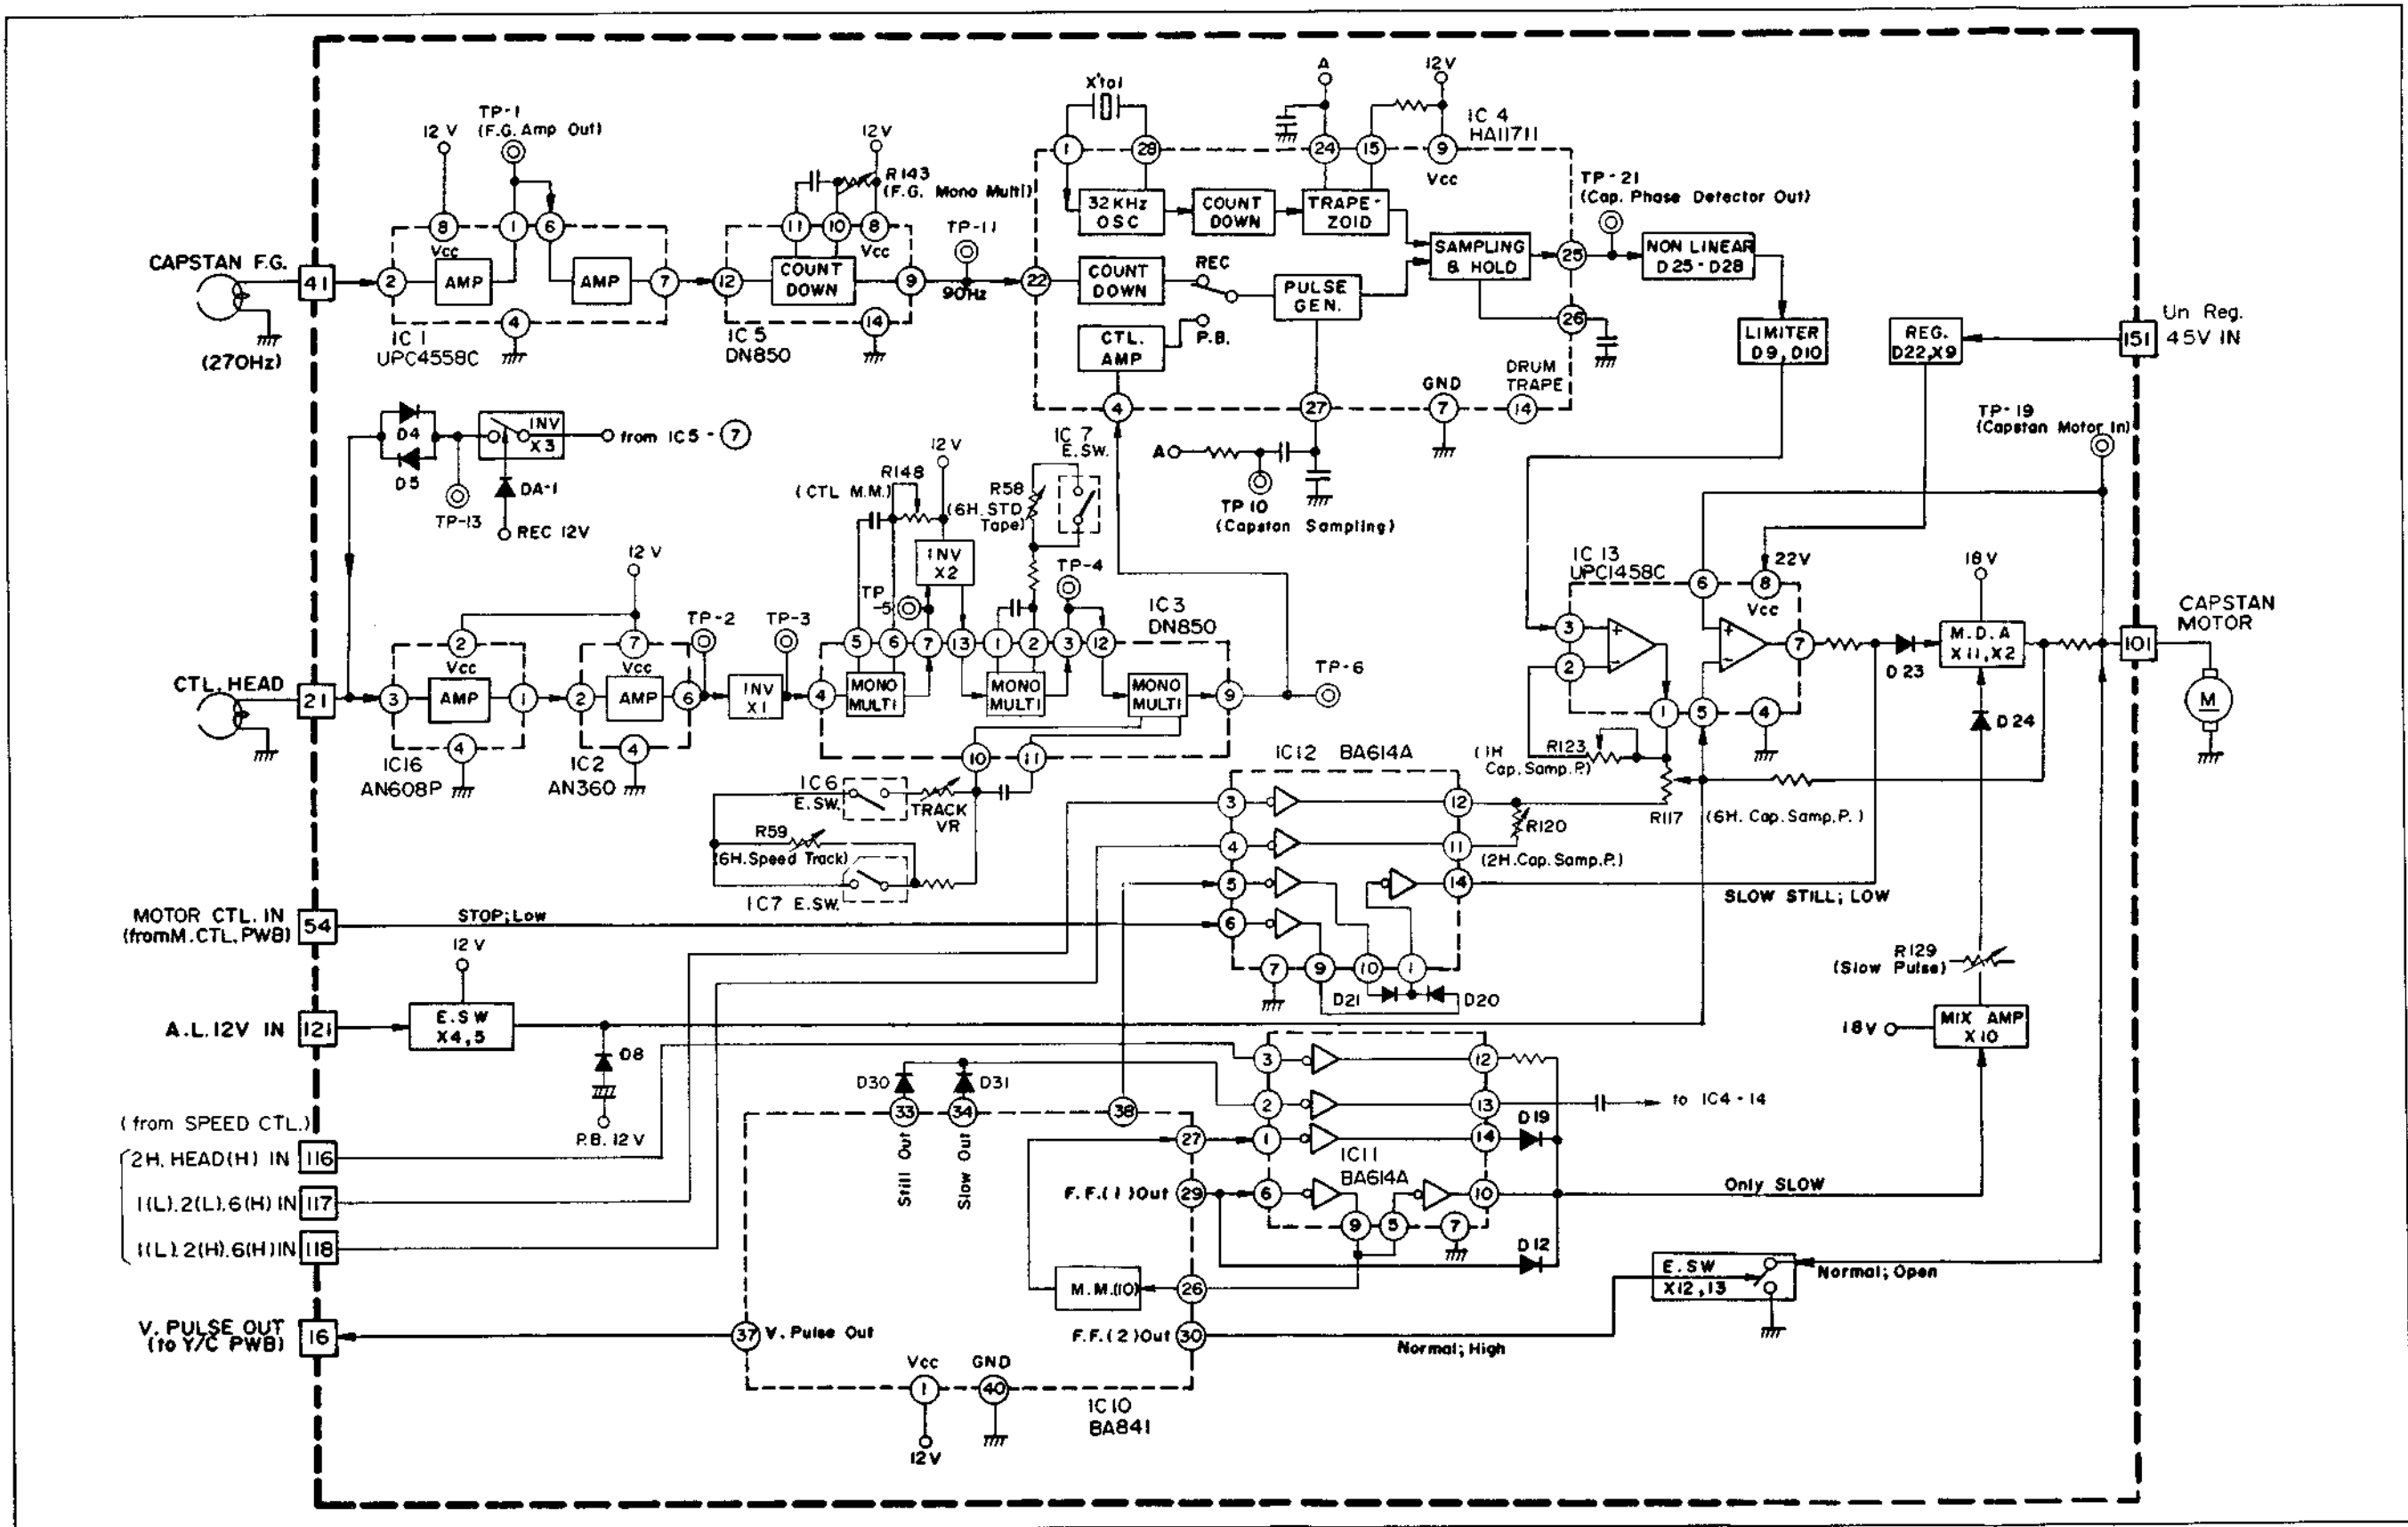 TP-1
(F.G. Amp Out)
12 V
8
Vcc
1
6
CAPSTAN F.G.
41
2
AMP
AMP
7
4
IC 1
UPC4558C
(270Hz)
12V
R143
(F.G. Mono Multi)
11
10
8
Vcc
12
COUNT
DOWN
9
14
IC 5
DN850
TP-11
90Hz
X'tal
A
12V
IC 4
HA11711
1
28
24
15
9
Vcc
32KHz
OSC
COUNT
DOWN
TRAPE-
ZOID
SAMPLING
& HOLD
22
COUNT
DOWN
REC
P.B.
PULSE
GEN.
CTL.
AMP
25
26
GND
DRUM
TRAPE
4
27
7
14
TP-21
(Cap. Phase Detector Out)
NON LINEAR
D25-D28
LIMITER
D9, D10
REG.
D22,X9
151
Un Reg.
45V IN
D4
D5
TP-13
INV
X3
from IC5-7
DA-1
REC 12V
A
TP 10
(Capstan Sampling)
TP-19
(Capstan Motor In)
CTL. HEAD
21
3
2
Vcc
AMP
1
4
IC16
AN608P
12 V
2
7
Vcc
AMP
6
4
IC2
AN360
TP-2
INV
X1
TP-3
R148
(CTL M.M.)
12 V
INV
X2
TP
-5
R58
(6H. STD
Tape)
IC 7
E.SW.
TP-4
IC3
DN850
5
6
7
13
1
2
3
12
4
MONO
MULTI
MONO
MULTI
MONO
MULTI
9
TP-6
10
11
IC6
E.SW.
TRACK
VR
R59
(6H.Speed Track)
IC7 E.SW.
IC 13
UPC1458C
22V
6
8
Vcc
3
2
7
1
5
4
D23
18V
M.D.A
X11,X2
D24
101
CAPSTAN
MOTOR
M
(1H
Cap.Samp.P.)
R123
R117
(6H. Cap.Samp.P.)
IC12 BA614A
3
12
4
11
5
14
6
7
9
10
1
R120
(2H.Cap.Samp.P.)
D21
D20
SLOW STILL; LOW
MOTOR CTL. IN
(from M. CTL. PWB)
54
STOP; Low
R129
(Slow Pulse)
18V
MIX AMP
X10
A.L.12V IN
121
12 V
E.SW
X4,5
D8
P.B. 12V
(from SPEED CTL.)
2H. HEAD(H) IN
116
1(L).2(L).6(H) IN
117
1(L).2(H).6(H)IN
118
V. PULSE OUT
(to Y/C PWB)
16
D30
D31
33
34
38
Still Out
Slow Out
27
F.F.(1)Out
29
M.M.(10)
26
F.F.(2)Out
30
37
V. Pulse Out
Vcc
GND
1
40
12V
IC10
BA841
3
12
2
13
to IC4-14
1
14
D19
IC11
BA614A
6
10
9
5
7
D12
Only SLOW
E.SW
X12,13
Normal; Open
Normal; High